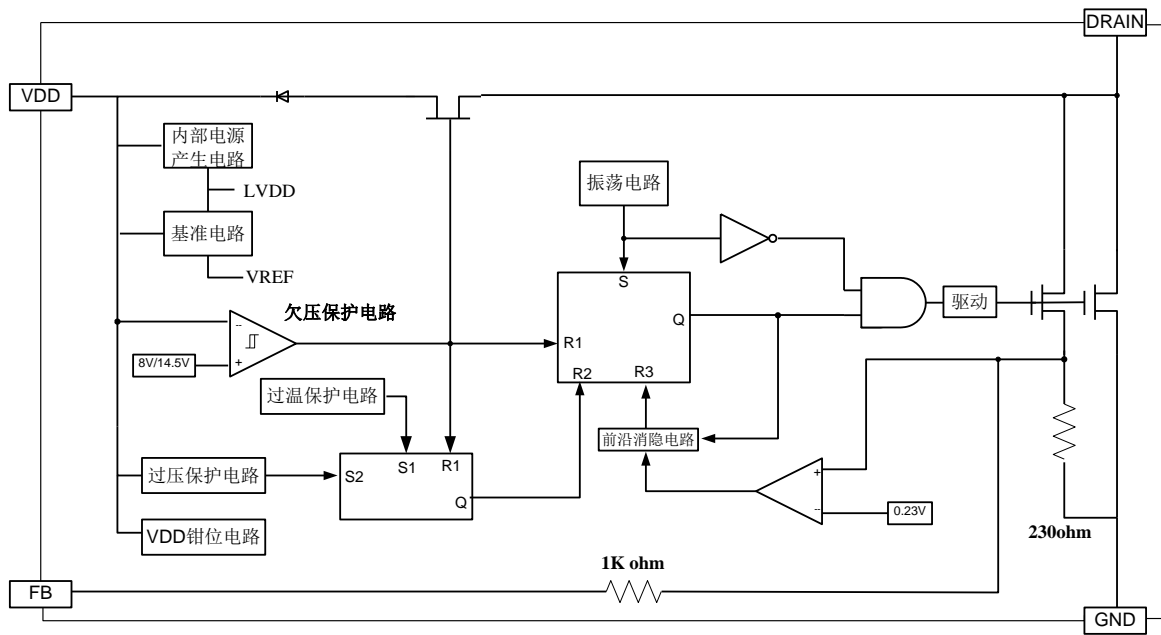 DRAIN
VDD
内部电源
产生电路
LVDD
振荡电路
基准电路
VREF
S
欠压保护电路
Q
驱动
--
+
8V/14.5V
R1
R2
R3
过温保护电路
前沿消隐电路
过压保护电路
S2
S1
R1
Q
+
--
0.23V
VDD钳位电路
230ohm
1K ohm
FB
GND